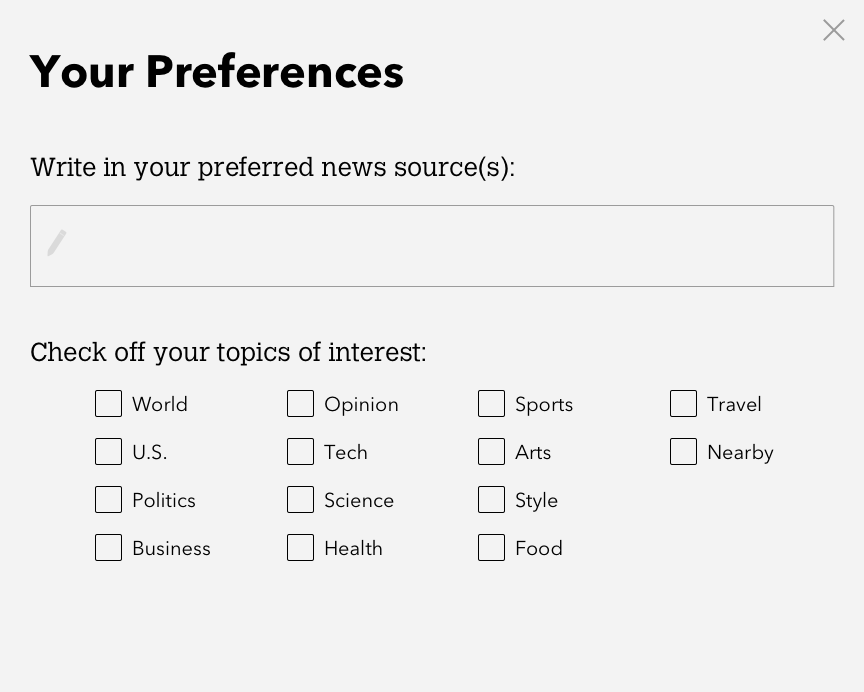 Your Preferences
Write in your preferred news source(s):
Check off your topics of interest:
World Opinion Sports Travel
U.S. Tech Arts Nearby
Politics Science Style
Business Health Food